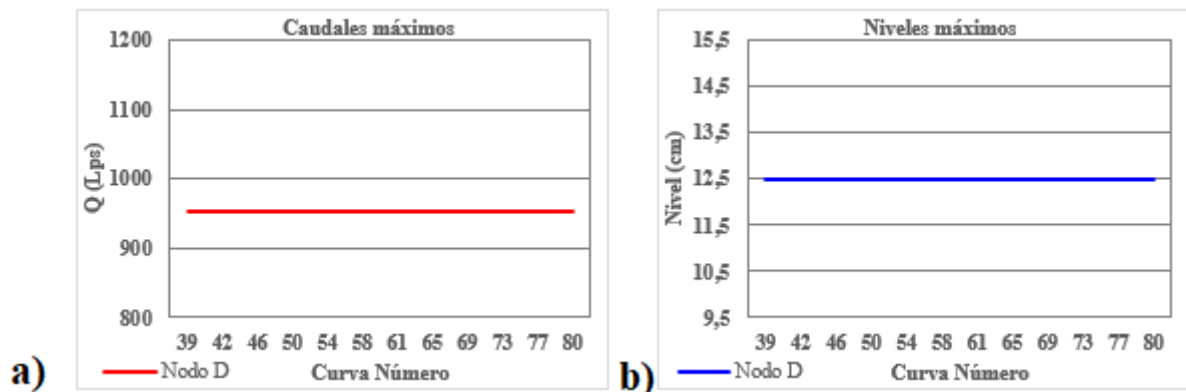 Caudales máximos
1200
1100
1000
900
800
Q (Lps)
39 42 46 50 54 58 61 65 69 73 77 80
Nodo D
Curva Número
a)
Niveles máximos
15,5
14,5
13,5
12,5
11,5
10,5
9,5
Nivel (cm)
39 42 46 50 54 58 61 65 69 73 77 80
Nodo D
Curva Número
b)